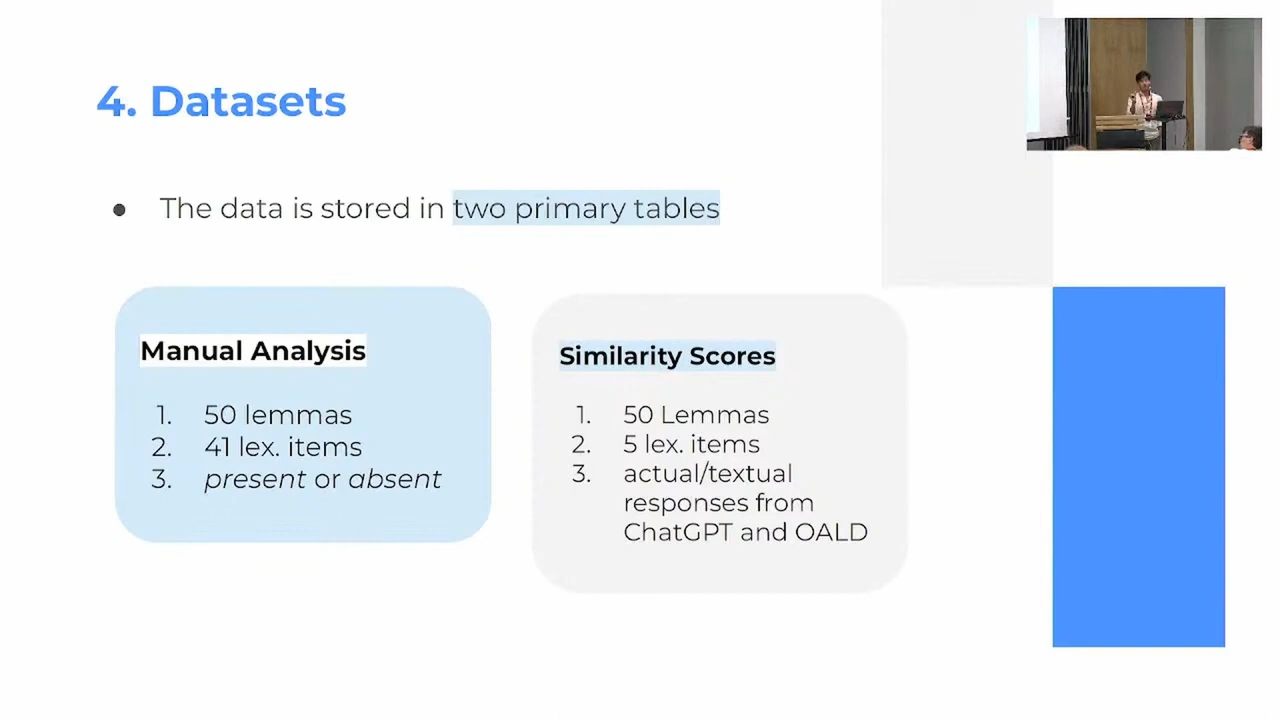 4. Datasets
● The data is stored in two primary tables
Manual Analysis
1. 50 lemmas
2. 41 lex. items
3. present or absent
Similarity Scores
1. 50 Lemmas
2. 5 lex. items
3. actual/textual
responses from
ChatGPT and OALD